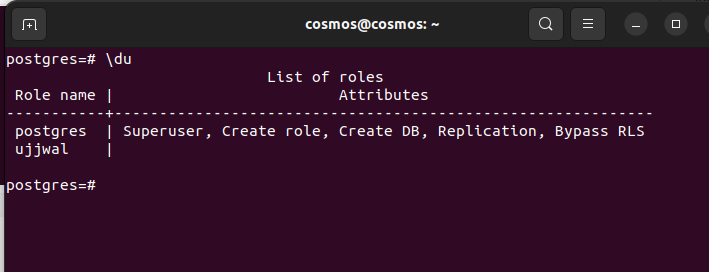 cosmos@cosmos: ~
postgres=# \du
                             List of roles
 Role name |                         Attributes
-----------+------------------------------------------------------------
 postgres  | Superuser, Create role, Create DB, Replication, Bypass RLS
 ujjwal    |
postgres=#